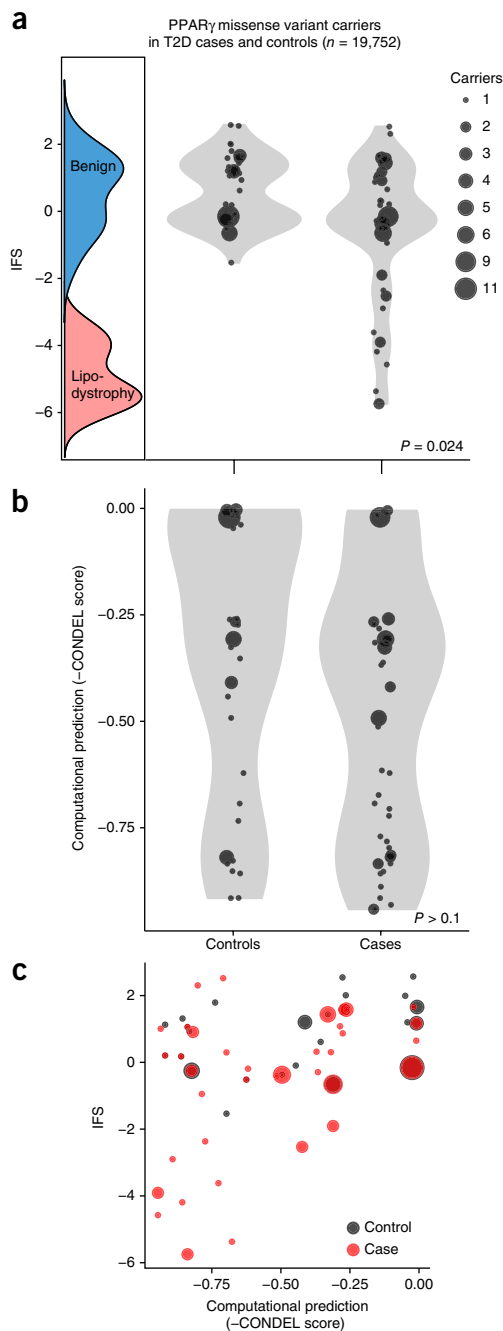 a
PPARγ missense variant carriers
in T2D cases and controls (n = 19,752)
Carriers
1
2
3
4
5
6
9
11
IFS
2
0
−2
−4
−6
Benign
Lipo-
dystrophy
P = 0.024
b
Computational prediction (−CONDEL score)
0.00
−0.25
−0.50
−0.75
P > 0.1
Controls
Cases
c
IFS
2
0
−2
−4
−6
Control
Case
−0.75
−0.50
−0.25
0.00
Computational prediction
(−CONDEL score)